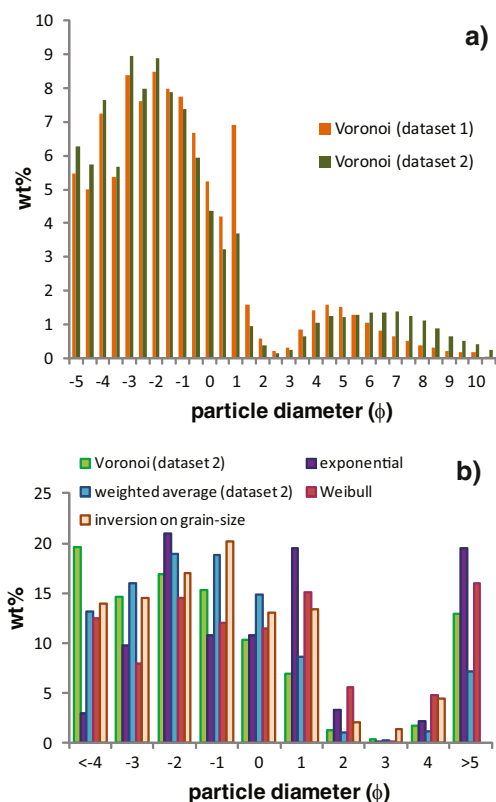 a)
10
9
8
7
6
5
4
3
2
1
0
wt%
Voronoi (dataset 1)
Voronoi (dataset 2)
-5 -4 -3 -2 -1 0 1 2 3 4 5 6 7 8 9 10
particle diameter (ϕ)
b)
Voronoi (dataset 2) exponential
weighted average (dataset 2) Weibull
inversion on grain-size
25
20
15
10
5
0
wt%
<-4 -3 -2 -1 0 1 2 3 4 >5
particle diameter (ϕ)